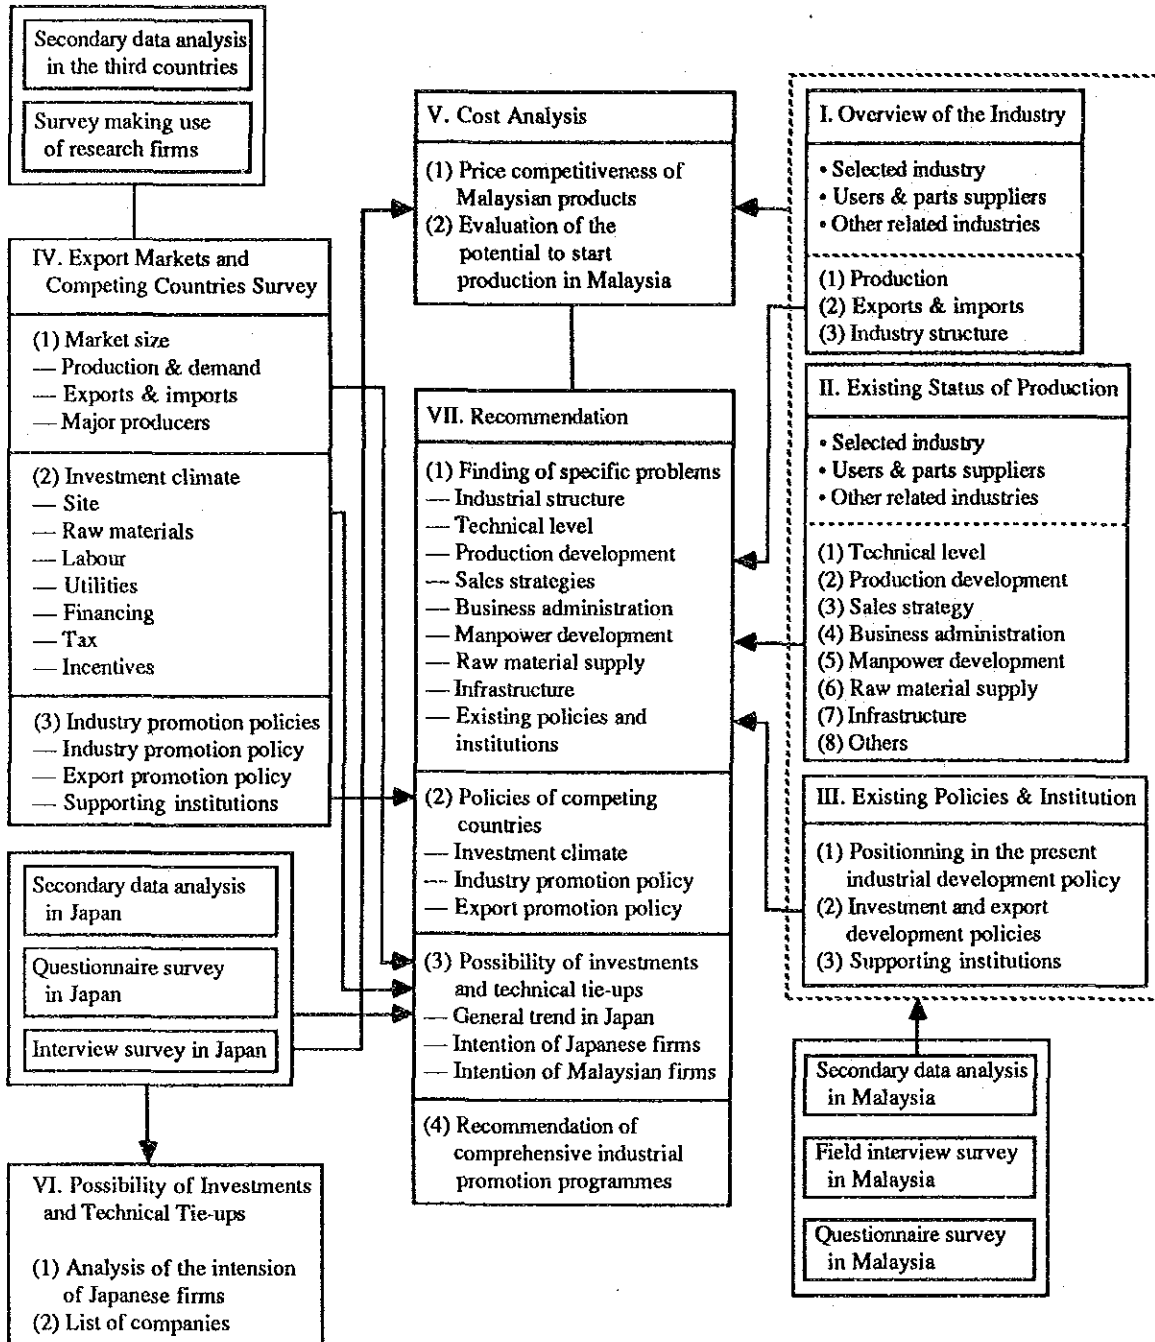 Secondary data analysis
in the third countries
Survey making use
of research firms
IV. Export Markets and
Competing Countries Survey
(1) Market size
— Production & demand
— Exports & imports
— Major producers
(2) Investment climate
— Site
— Raw materials
— Labour
— Utilities
— Financing
— Tax
— Incentives
(3) Industry promotion policies
— Industry promotion policy
— Export promotion policy
— Supporting institutions
Secondary data analysis
in Japan
Questionnaire survey
in Japan
Interview survey in Japan
VI. Possibility of Investments
and Technical Tie-ups
(1) Analysis of the intension
of Japanese firms
(2) List of companies
V. Cost Analysis
(1) Price competitiveness of
Malaysian products
(2) Evaluation of the
potential to start
production in Malaysia
VII. Recommendation
(1) Finding of specific problems
— Industrial structure
— Technical level
— Production development
— Sales strategies
— Business administration
— Manpower development
— Raw material supply
— Infrastructure
— Existing policies and
institutions
(2) Policies of competing
countries
— Investment climate
— Industry promotion policy
— Export promotion policy
(3) Possibility of investments
and technical tie-ups
— General trend in Japan
— Intention of Japanese firms
— Intention of Malaysian firms
(4) Recommendation of
comprehensive industrial
promotion programmes
I. Overview of the Industry
• Selected industry
• Users & parts suppliers
• Other related industries
(1) Production
(2) Exports & imports
(3) Industry structure
II. Existing Status of Production
• Selected industry
• Users & parts suppliers
• Other related industries
(1) Technical level
(2) Production development
(3) Sales strategy
(4) Business administration
(5) Manpower development
(6) Raw material supply
(7) Infrastructure
(8) Others
III. Existing Policies & Institution
(1) Positionning in the present
industrial development policy
(2) Investment and export
development policies
(3) Supporting institutions
Secondary data analysis
in Malaysia
Field interview survey
in Malaysia
Questionnaire survey
in Malaysia